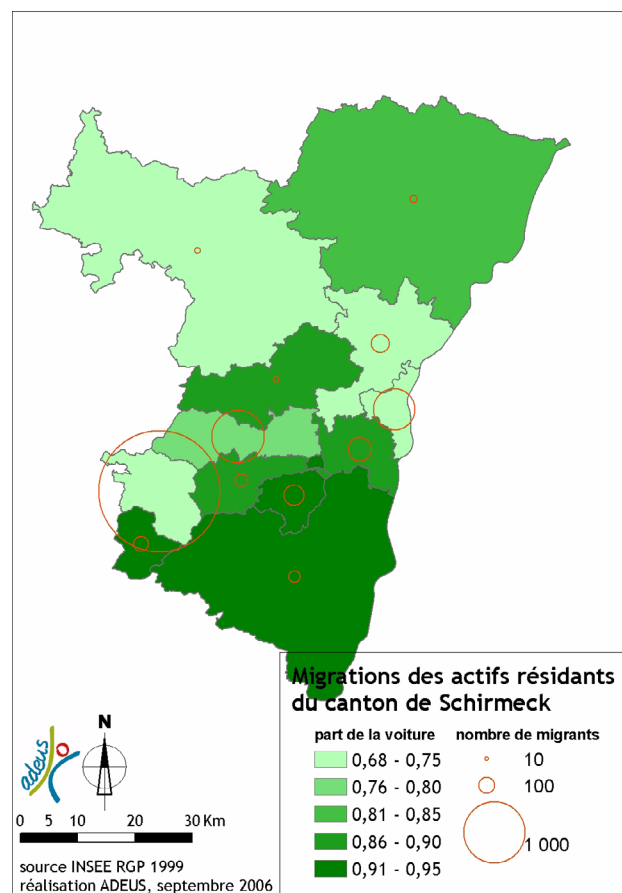 Migrations des actifs résidants
du canton de Schirmeck
part de la voiture
0,68 - 0,75
0,76 - 0,80
0,81 - 0,85
0,86 - 0,90
0,91 - 0,95
nombre de migrants
10
100
1 000
adeus
N
0 5 10 20 30 Km
source INSEE RGP 1999
réalisation ADEUS, septembre 2006